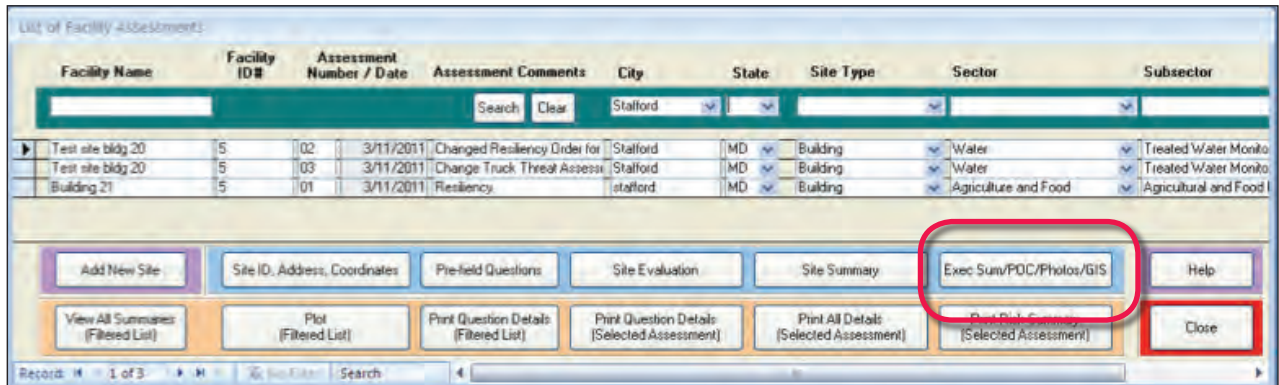 List of Facility Assessments
Facility Name Facility ID# Assessment Number / Date Assessment Comments City State Site Type Sector Subsector
Search Clear Stafford
Test site bldg 20 5 02 3/11/2011 Changed Resiliency Order for Stafford MD Building Water Treated Water Monito
Test site bldg 20 5 03 3/11/2011 Change Truck Threat Assess Stafford MD Building Water Treated Water Monito
Building 21 5 01 3/11/2011 Resiliency stafford MD Building Agriculture and Food Agricultural and Food
Add New Site Site ID, Address, Coordinates Pre-field Questions Site Evaluation Site Summary Exec Sum/POC/Photos/GIS Help
View All Summaries (Filtered List) Plot (Filtered List) Print Question Details (Filtered List) Print Question Details (Selected Assessment) Print All Details (Selected Assessment) Print Risk Summary (Selected Assessment) Close
Record: 1 of 3 No Filter Search